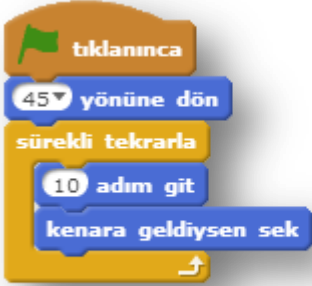 tıklanınca
45 yönüne dön
sürekli tekrarla
10 adım git
kenara geldiysen sek